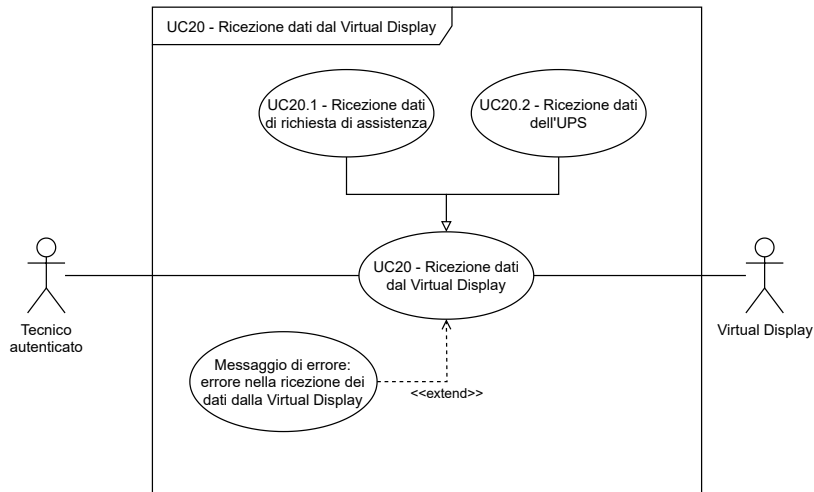 UC20 - Ricezione dati dal Virtual Display
UC20.1 - Ricezione dati
di richiesta di assistenza
UC20.2 - Ricezione dati
dell'UPS
UC20 - Ricezione dati
dal Virtual Display
Tecnico
autenticato
Virtual Display
Messaggio di errore:
errore nella ricezione dei
dati dalla Virtual Display
<<extend>>